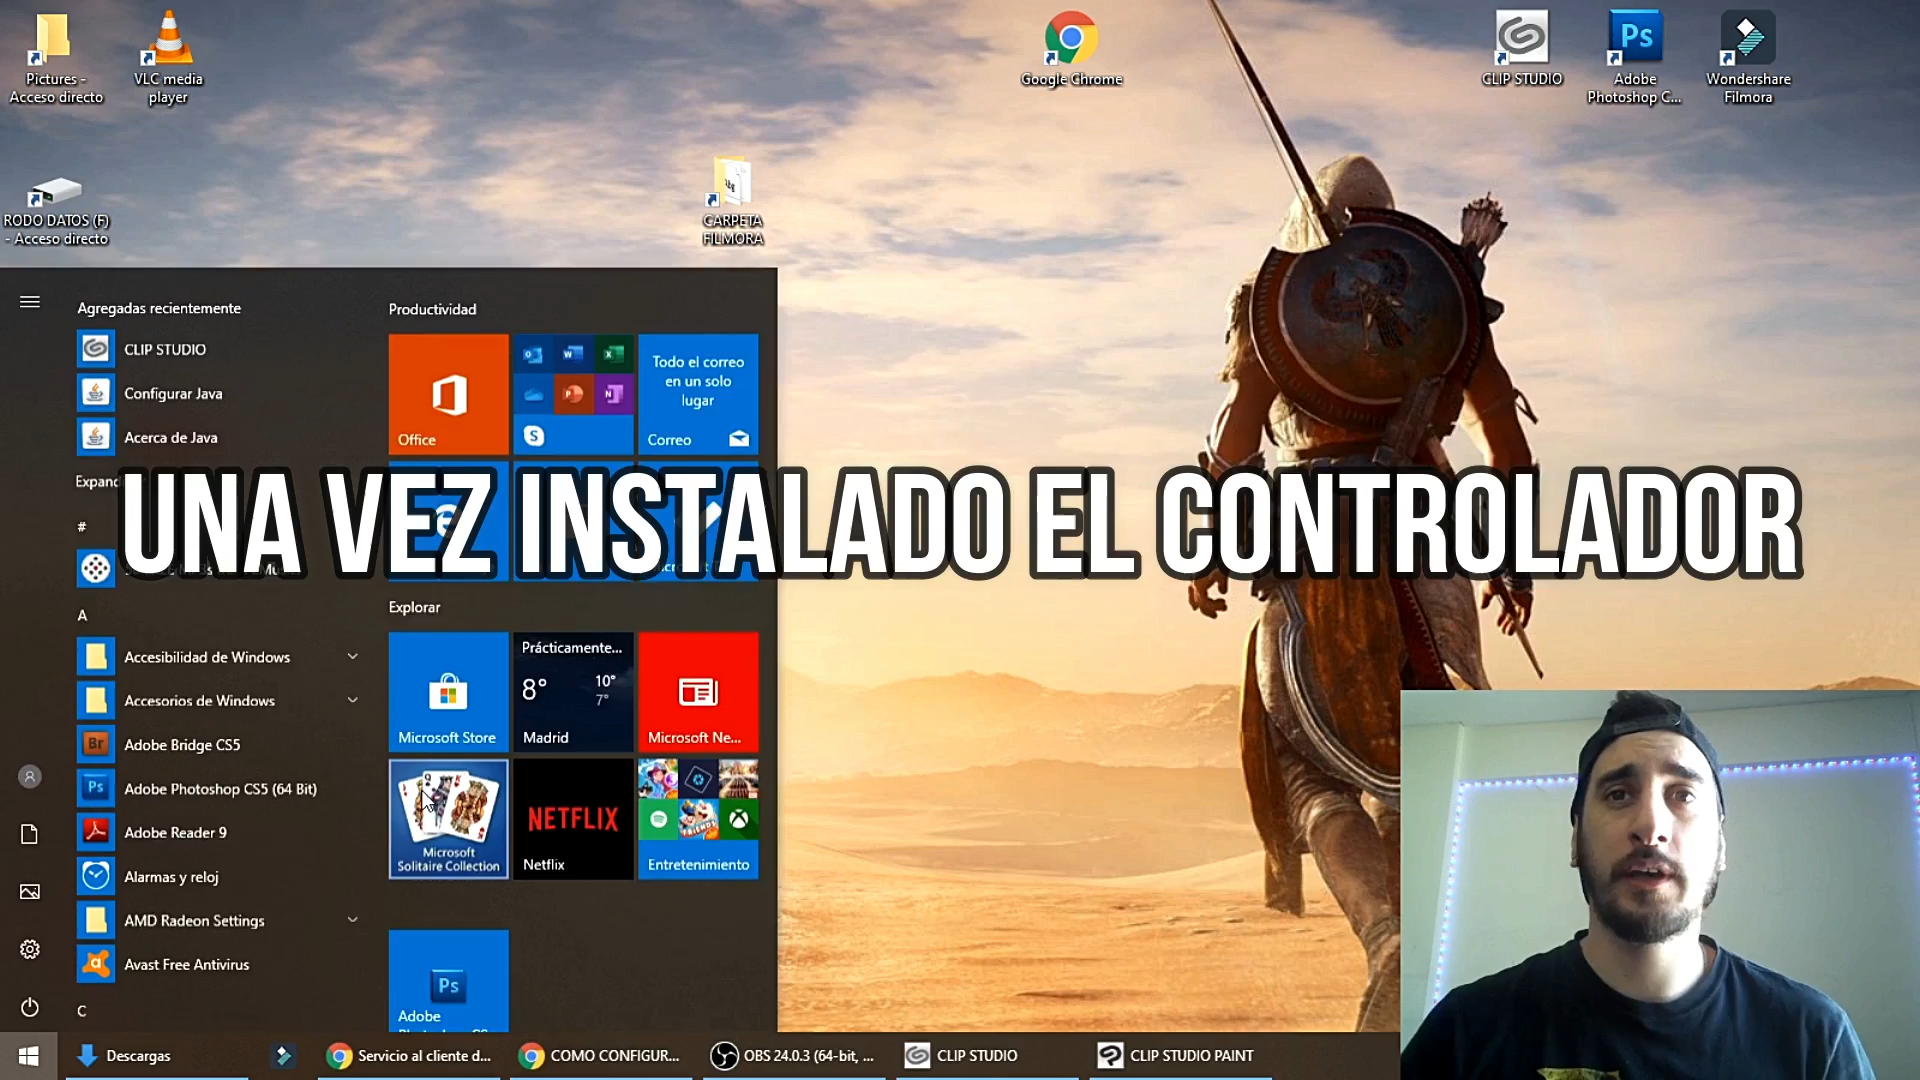 Pictures -
Acceso directo
VLC media
player
Google Chrome
CLIP STUDIO
Ps
Adobe
Photoshop C...
Wondershare
Filmora
RODO DATOS (F)
- Acceso directo
CARPETA
FILMORA
Agregadas recientemente
CLIP STUDIO
Configurar Java
Acerca de Java
Expand
#
UNA VEZ INSTALADO EL CONTROLADOR
A
Accesibilidad de Windows
Accesorios de Windows
Br
Adobe Bridge CS5
Ps
Adobe Photoshop CS5 (64 Bit)
Adobe Reader 9
Alarmas y reloj
AMD Radeon Settings
Avast Free Antivirus
C
Productividad
Office
Todo el correo
en un solo
lugar
Correo
Explorar
Microsoft Store
Prácticamente...
8°
10°
7°
Madrid
Microsoft Ne...
Microsoft
Solitaire Collection
NETFLIX
Netflix
Entretenimiento
Ps
Adobe
Descargas
Servicio al cliente d...
COMO CONFIGUR...
OBS 24.0.3 (64-bit, ...
CLIP STUDIO
CLIP STUDIO PAINT